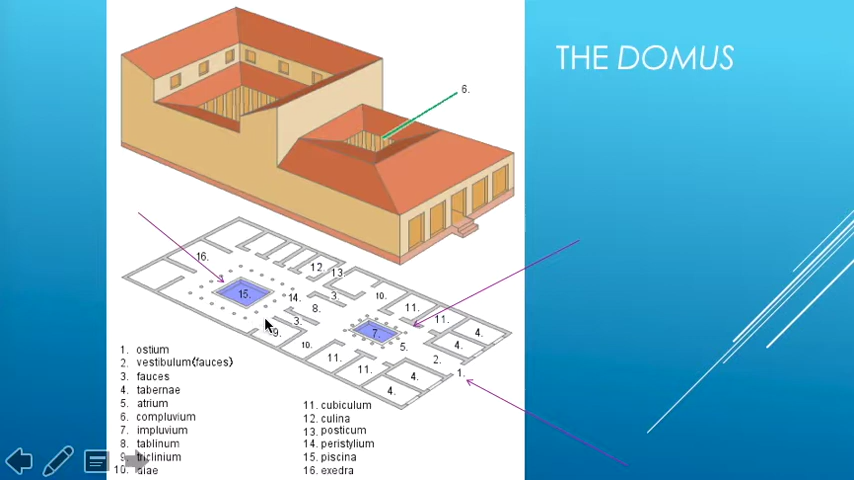 THE DOMUS
6.
16.
12.
13.
15.
14.
3.
10.
11.
8.
11.
3.
4.
9.
7.
5.
4.
10.
11.
2.
11.
4.
1.
4.
1. ostium
2. vestibulum(fauces)
3. fauces
4. tabernae
5. atrium
6. compluvium
7. impluvium
8. tablinum
9. triclinium
10. alae
11. cubiculum
12. culina
13. posticum
14. peristylium
15. piscina
16. exedra